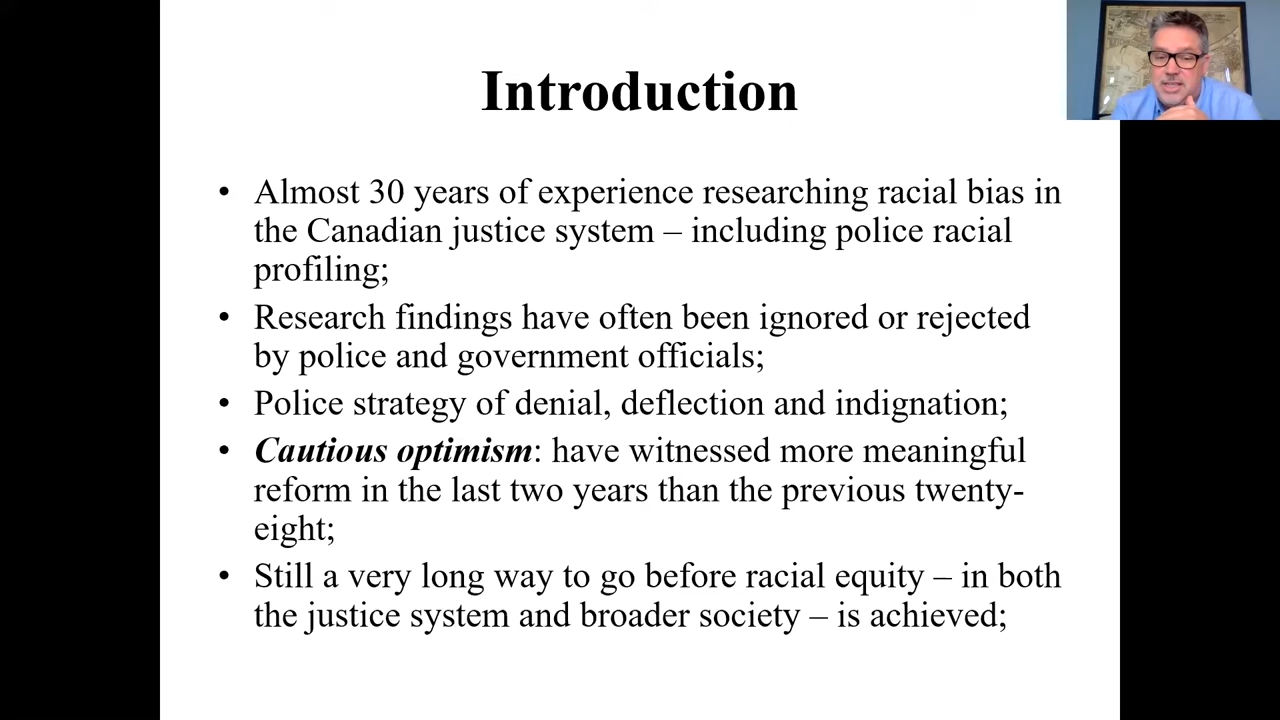 Introduction
• Almost 30 years of experience researching racial bias in
the Canadian justice system – including police racial
profiling;
• Research findings have often been ignored or rejected
by police and government officials;
• Police strategy of denial, deflection and indignation;
• Cautious optimism: have witnessed more meaningful
reform in the last two years than the previous twenty-
eight;
• Still a very long way to go before racial equity – in both
the justice system and broader society – is achieved;